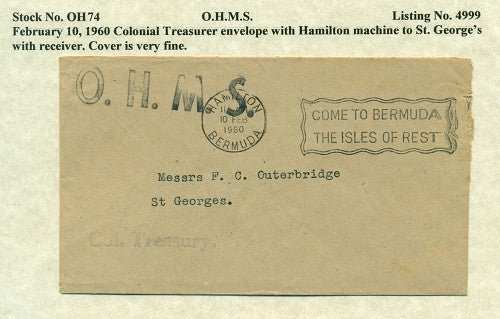 Stock No. OH74 O.H.M.S. Listing No. 4999
February 10, 1960 Colonial Treasurer envelope with Hamilton machine to St. George's
with receiver. Cover is very fine.
O. H. M. S.
HAMILTON
10 FEB
1960
BERMUDA
COME TO BERMUDA
THE ISLES OF REST
Messrs F. C. Outerbridge
St Georges.
Col. Treasury.